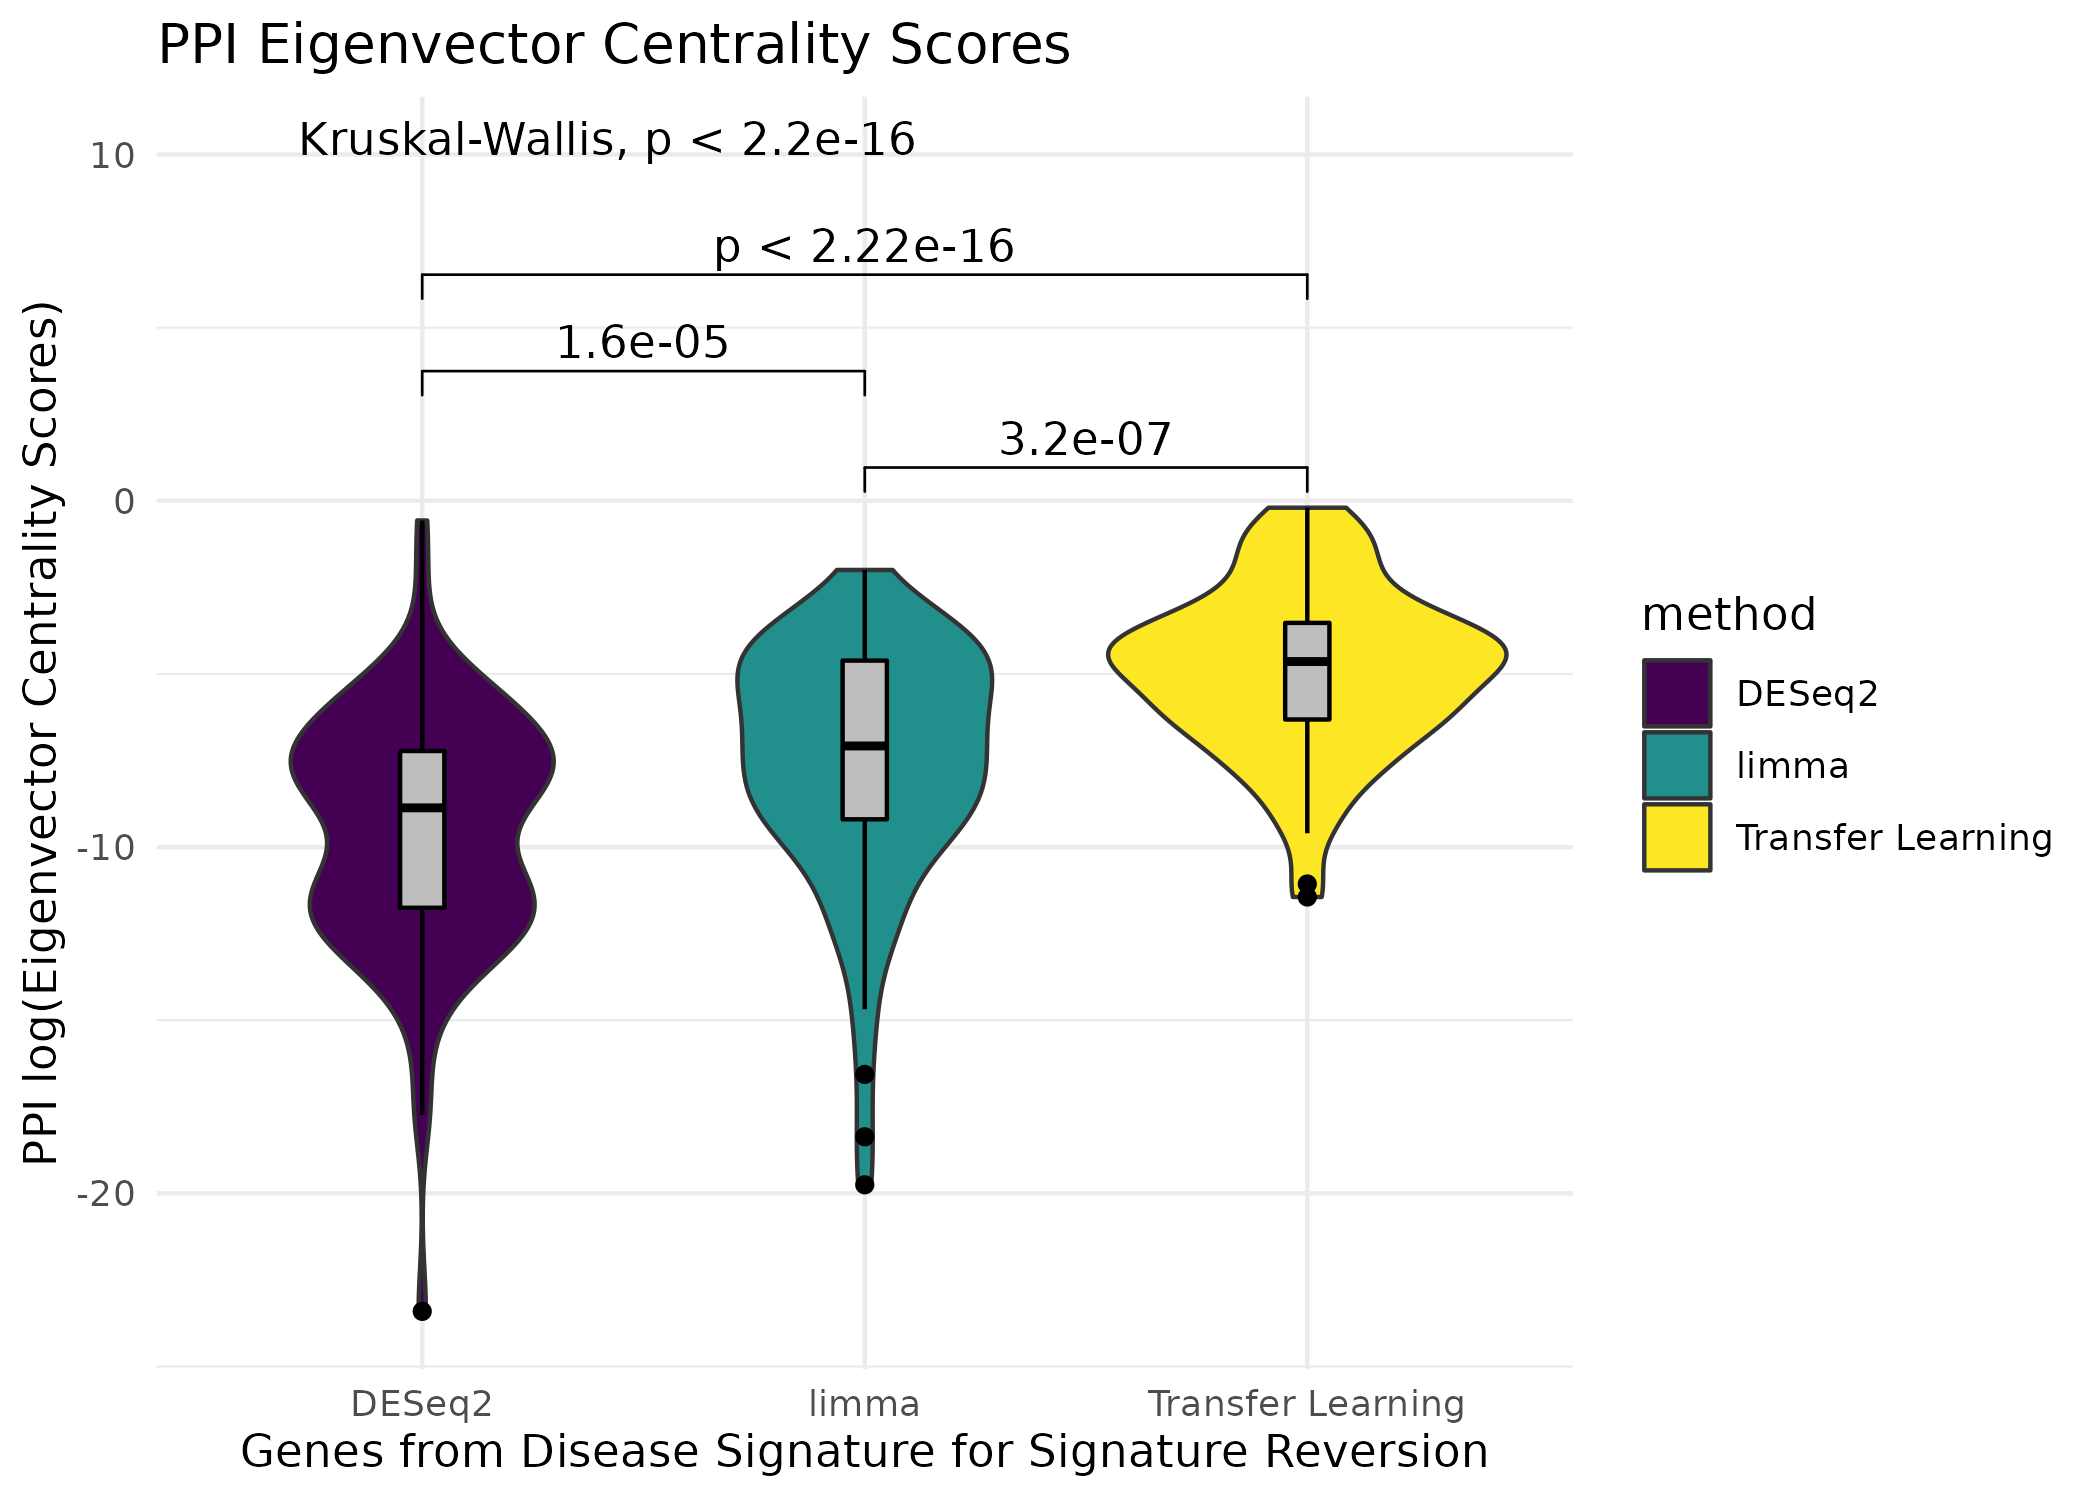 PPI Eigenvector Centrality Scores
Kruskal-Wallis, p < 2.2e-16
p < 2.22e-16
1.6e-05
3.2e-07
10
0
-10
-20
PPI log(Eigenvector Centrality Scores)
DESeq2
limma
Transfer Learning
Genes from Disease Signature for Signature Reversion
method
DESeq2
limma
Transfer Learning